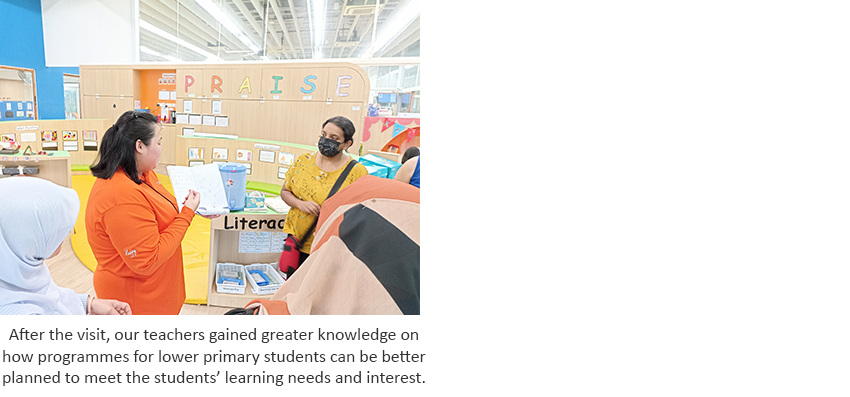 PRAISE
Literac
After the visit, our teachers gained greater knowledge on
how programmes for lower primary students can be better
planned to meet the students’ learning needs and interest.